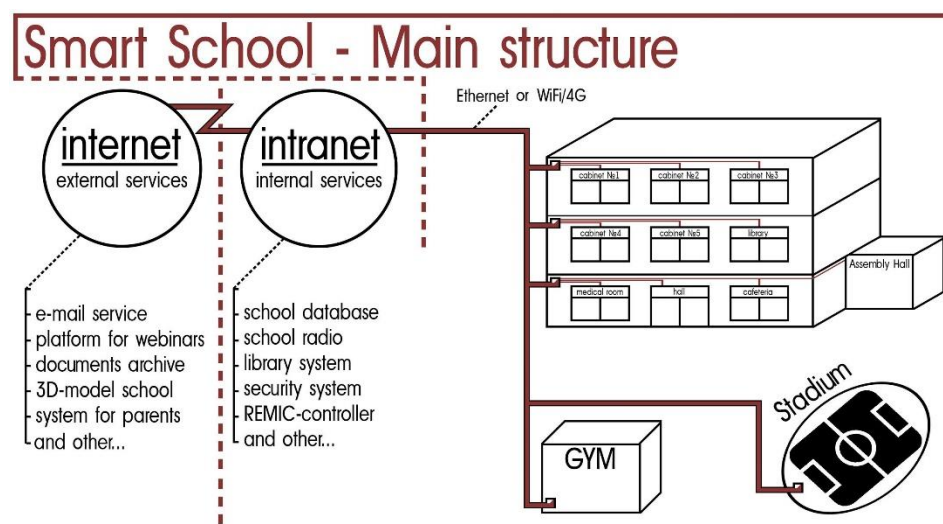 Smart School - Main structure
Ethernet or WiFi/4G
internet
external services
intranet
internal services
e-mail service
platform for webinars
documents archive
3D-model school
system for parents
and other...
school database
school radio
library system
security system
REMIC-controller
and other...
cabinet №1
cabinet №2
cabinet №3
cabinet №4
cabinet №5
library
medical room
hall
cafeteria
Assembly Hall
GYM
Stadium